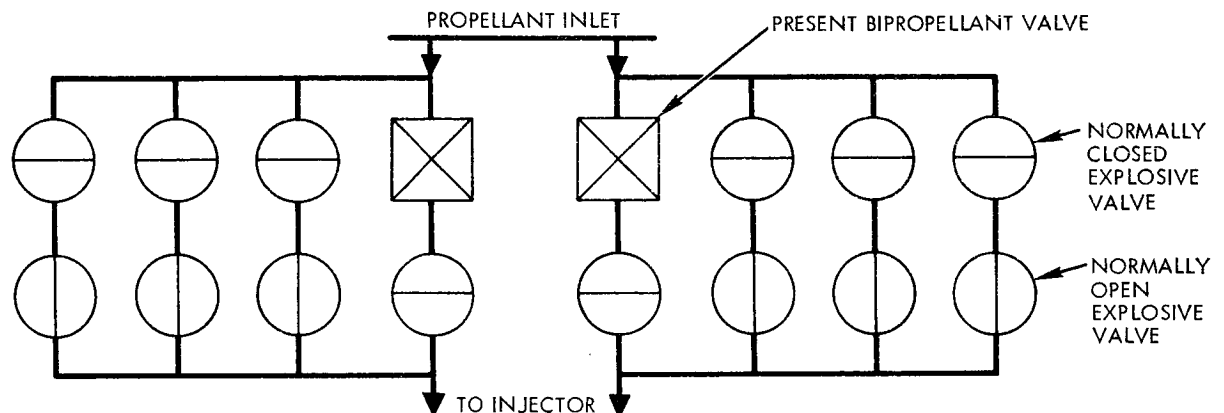 PROPELLANT INLET
PRESENT BIPROPELLANT VALVE
NORMALLY
CLOSED
EXPLOSIVE
VALVE
NORMALLY
OPEN
EXPLOSIVE
VALVE
TO INJECTOR